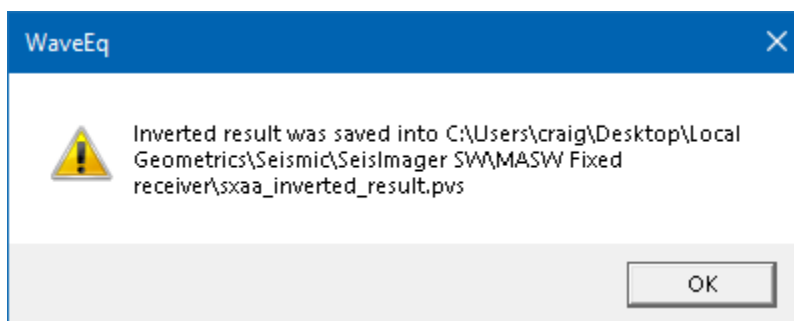 WaveEq
Inverted result was saved into C:\Users\craig\Desktop\Local
Geometrics\Seismic\SeisImager SW\MASW Fixed
receiver\sxaa_inverted_result.pvs
OK